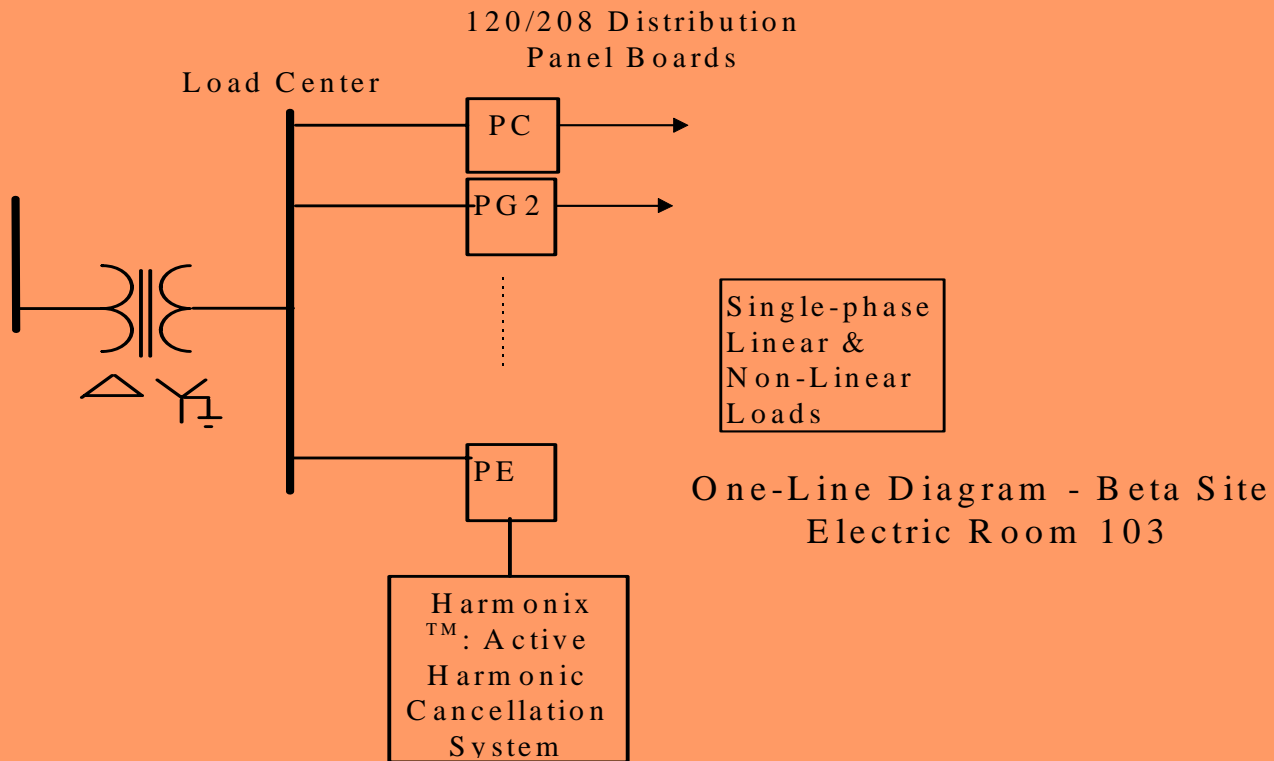 120/208 Distribution
Panel Boards
Load Center
PC
PG2
Single-phase
Linear &
Non-Linear
Loads
PE
One-Line Diagram - Beta Site
Electric Room 103
Harmonix
TM: Active
Harmonic
Cancellation
System